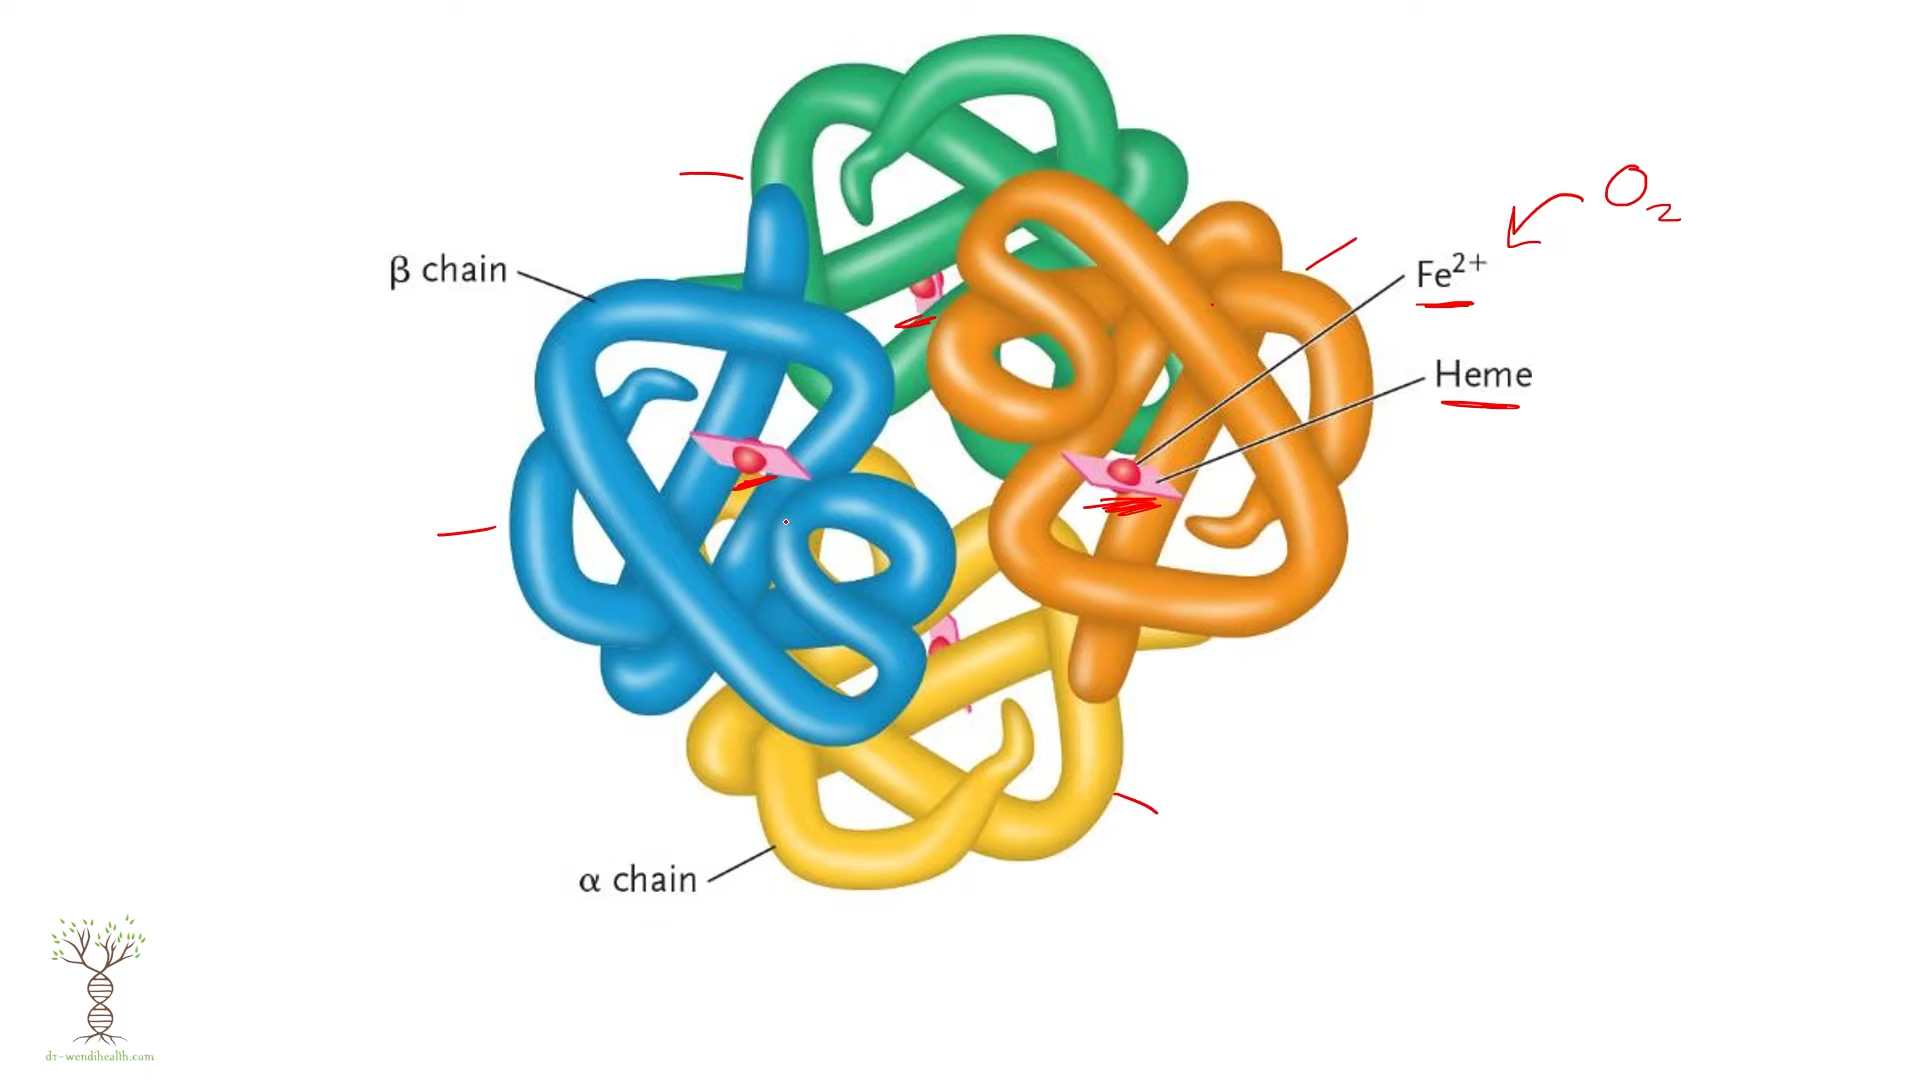 O₂
β chain
Fe²⁺
Heme
α chain
dr-wendihealth.com